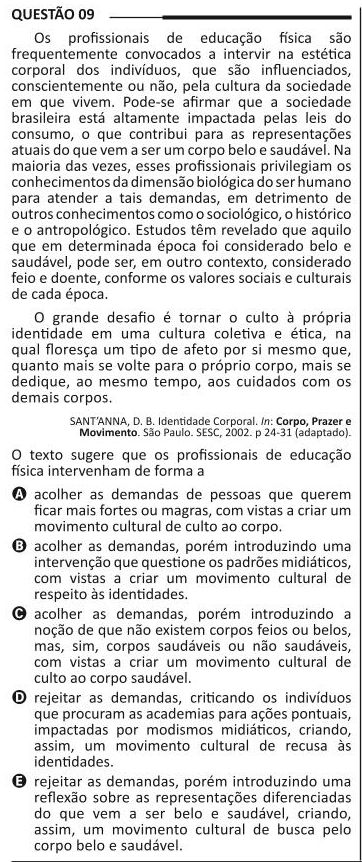 QUESTÃO 09
Os profissionais de educação física são
frequentemente convocados a intervir na estética
corporal dos indivíduos, que são influenciados,
conscientemente ou não, pela cultura da sociedade
em que vivem. Pode-se afirmar que a sociedade
brasileira está altamente impactada pelas leis do
consumo, o que contribui para as representações
atuais do que vem a ser um corpo belo e saudável. Na
maioria das vezes, esses profissionais privilegiam os
conhecimentos da dimensão biológica do ser humano
para atender a tais demandas, em detrimento de
outros conhecimentos como o sociológico, o histórico
e o antropológico. Estudos têm revelado que aquilo
que em determinada época foi considerado belo e
saudável, pode ser, em outro contexto, considerado
feio e doente, conforme os valores sociais e culturais
de cada época.
O grande desafio é tornar o culto à própria
identidade em uma cultura coletiva e ética, na
qual floresça um tipo de afeto por si mesmo que,
quanto mais se volte para o próprio corpo, mais se
dedique, ao mesmo tempo, aos cuidados com os
demais corpos.
SANT'ANNA, D. B. Identidade Corporal. In: Corpo, Prazer e
Movimento. São Paulo. SESC, 2002. p 24-31 (adaptado).
O texto sugere que os profissionais de educação
física intervenham de forma a
A acolher as demandas de pessoas que querem
ficar mais fortes ou magras, com vistas a criar um
movimento cultural de culto ao corpo.
B acolher as demandas, porém introduzindo uma
intervenção que questione os padrões midiáticos,
com vistas a criar um movimento cultural de
respeito às identidades.
C acolher as demandas, porém introduzindo a
noção de que não existem corpos feios ou belos,
mas, sim, corpos saudáveis ou não saudáveis,
com vistas a criar um movimento cultural de
culto ao corpo saudável.
D rejeitar as demandas, criticando os indivíduos
que procuram as academias para ações pontuais,
impactadas por modismos midiáticos, criando,
assim, um movimento cultural de recusa às
identidades.
E rejeitar as demandas, porém introduzindo uma
reflexão sobre as representações diferenciadas
do que vem a ser belo e saudável, criando,
assim, um movimento cultural de busca pelo
corpo belo e saudável.